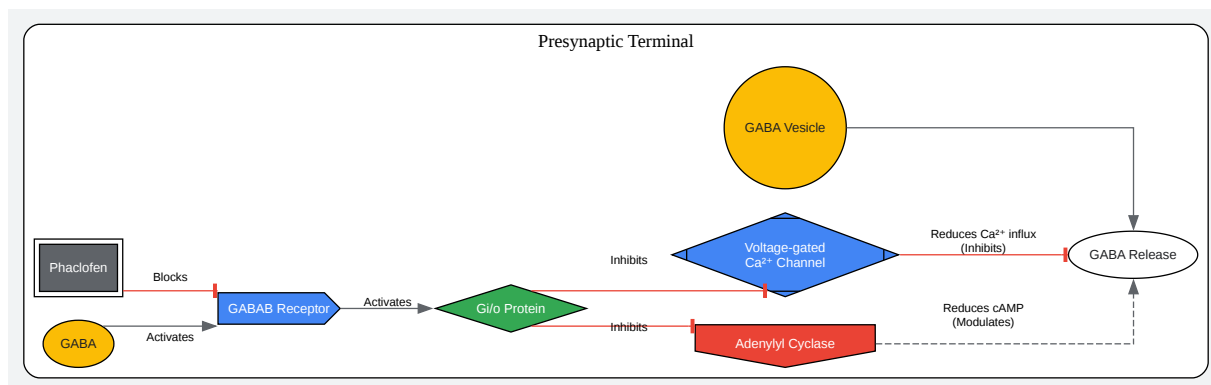 Presynaptic Terminal
GABA Vesicle
Phaclofen
Blocks
GABAB Receptor
GABA
Activates
Activates
Gi/o Protein
Inhibits
Inhibits
Voltage-gated
Ca²⁺ Channel
Adenylyl Cyclase
Reduces Ca²⁺ influx
(Inhibits)
Reduces cAMP
(Modulates)
GABA Release